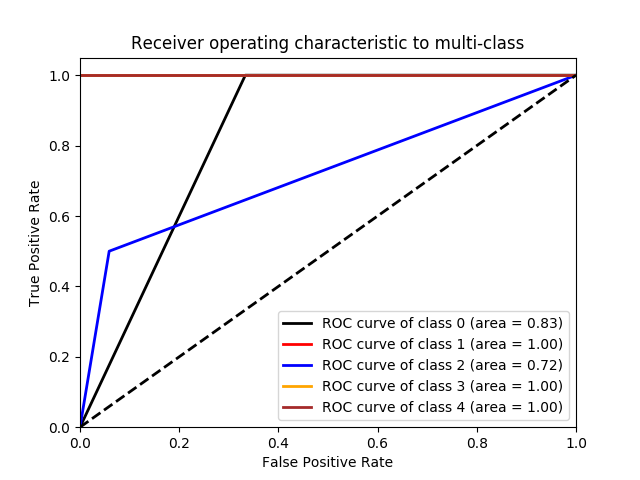 Receiver operating characteristic to multi-class
True Positive Rate
1.0
0.8
0.6
0.4
0.2
0.0
ROC curve of class 0 (area = 0.83)
ROC curve of class 1 (area = 1.00)
ROC curve of class 2 (area = 0.72)
ROC curve of class 3 (area = 1.00)
ROC curve of class 4 (area = 1.00)
0.0 0.2 0.4 0.6 0.8 1.0
False Positive Rate